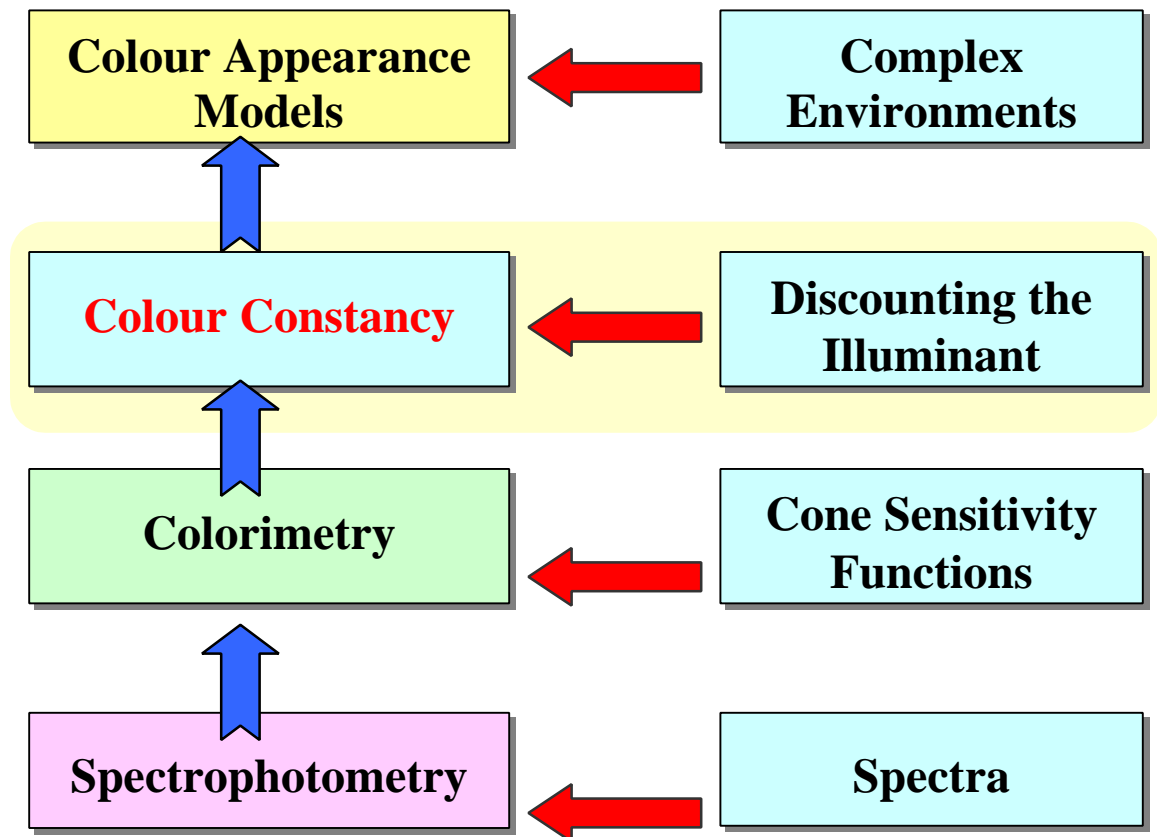 Colour Appearance
Models
Complex
Environments
Colour Constancy
Discounting the
Illuminant
Colorimetry
Cone Sensitivity
Functions
Spectrophotometry
Spectra